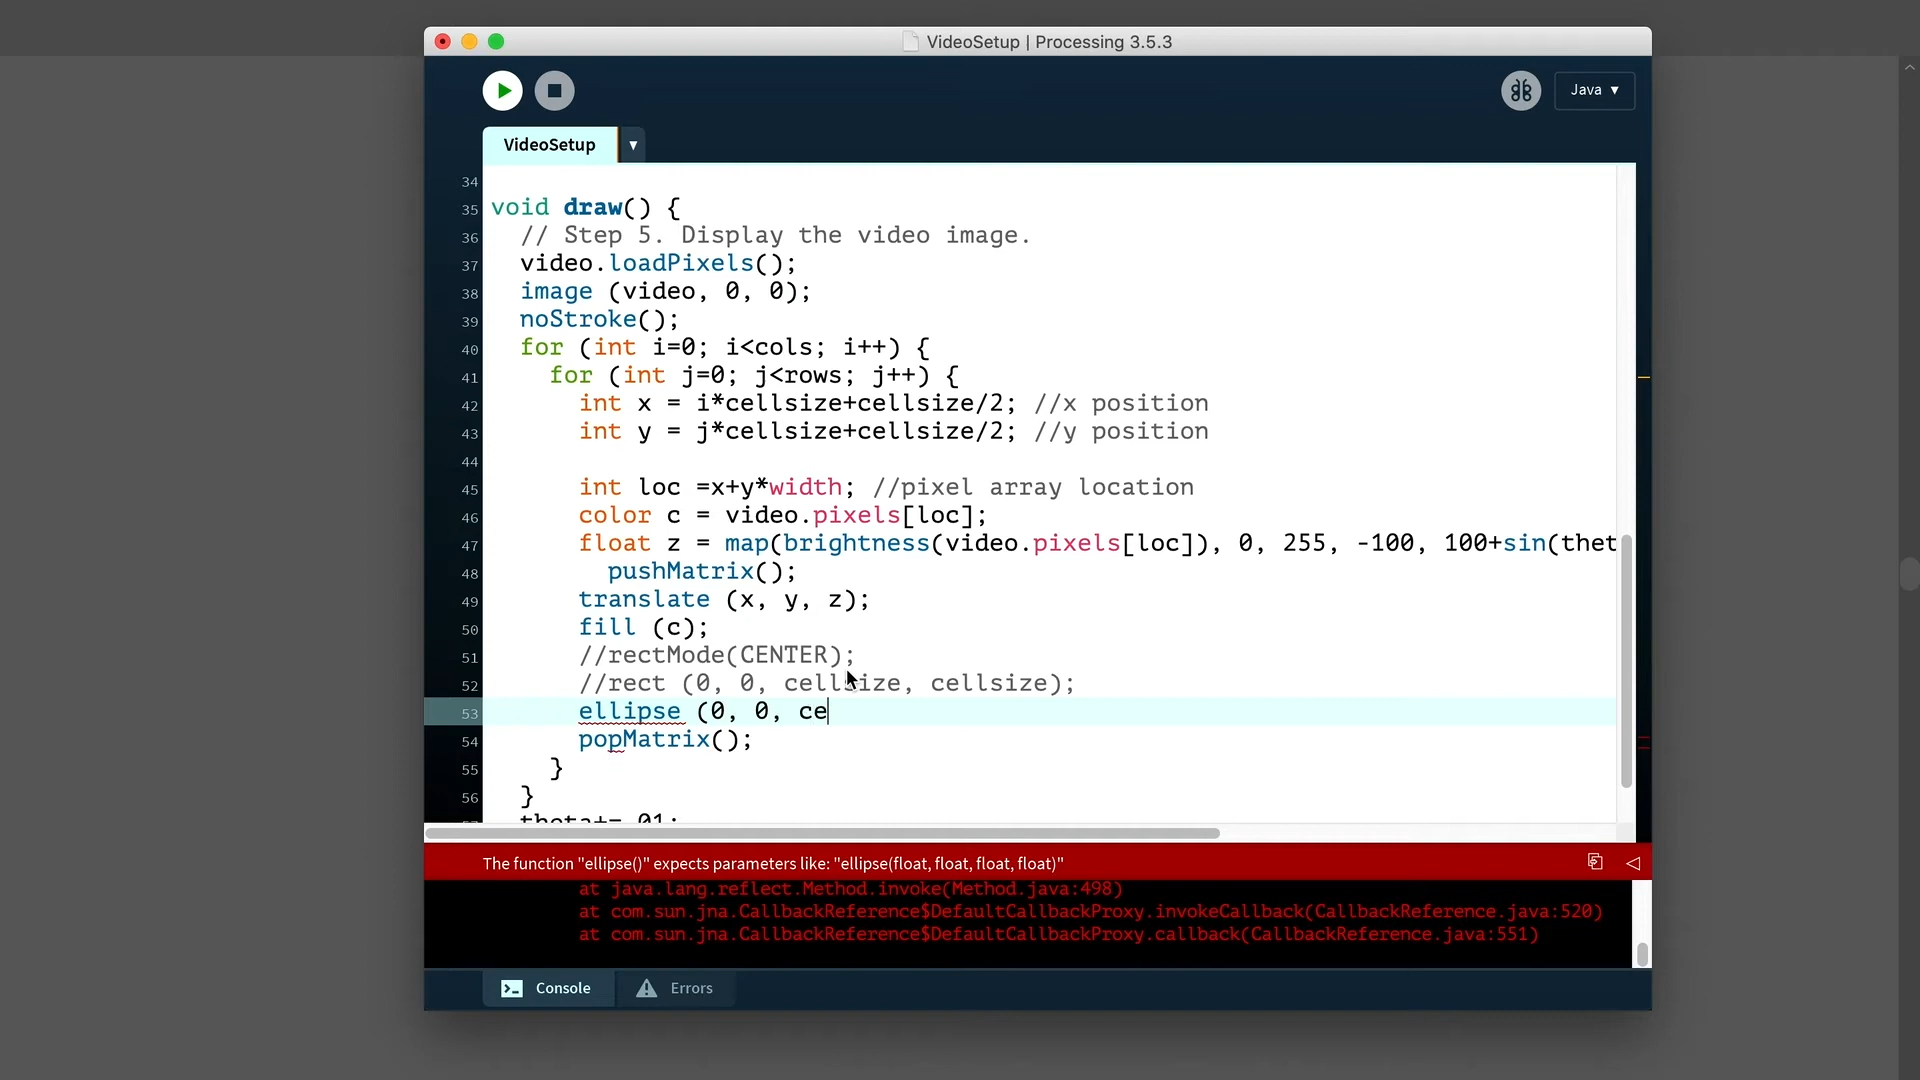 VideoSetup | Processing 3.5.3
Java ▾
VideoSetup ▾
34
35 void draw() {
36 // Step 5. Display the video image.
37 video.loadPixels();
38 image (video, 0, 0);
39 noStroke();
40 for (int i=0; i<cols; i++) {
41 for (int j=0; j<rows; j++) {
42 int x = i*cellsize+cellsize/2; //x position
43 int y = j*cellsize+cellsize/2; //y position
44
45 int loc =x+y*width; //pixel array location
46 color c = video.pixels[loc];
47 float z = map(brightness(video.pixels[loc]), 0, 255, -100, 100+sin(thet
48 pushMatrix();
49 translate (x, y, z);
50 fill (c);
51 //rectMode(CENTER);
52 //rect (0, 0, cellsize, cellsize);
53 ellipse (0, 0, ce
54 popMatrix();
55 }
56 }
theta+= 01;
The function "ellipse()" expects parameters like: "ellipse(float, float, float, float)"
at java.lang.reflect.Method.invoke(Method.java:498)
at com.sun.jna.CallbackReference$DefaultCallbackProxy.invokeCallback(CallbackReference.java:520)
at com.sun.jna.CallbackReference$DefaultCallbackProxy.callback(CallbackReference.java:551)
Console Errors